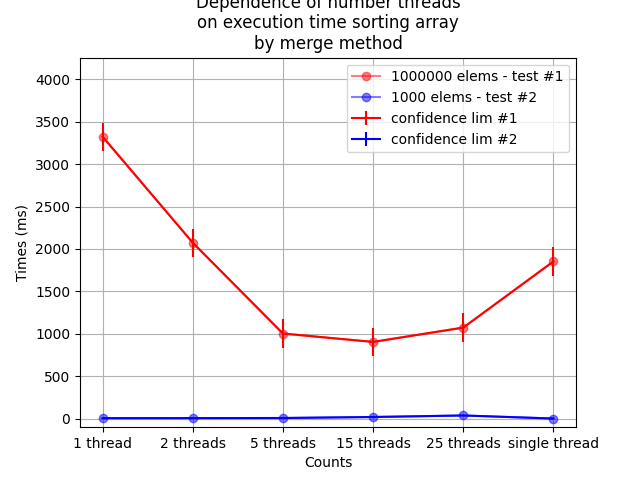 Dependence of number threads
on execution time sorting array
by merge method
1000000 elems - test #1
1000 elems - test #2
confidence lim #1
confidence lim #2
Times (ms)
4000
3500
3000
2500
2000
1500
1000
500
0
1 thread 2 threads 5 threads 15 threads 25 threads single thread
Counts